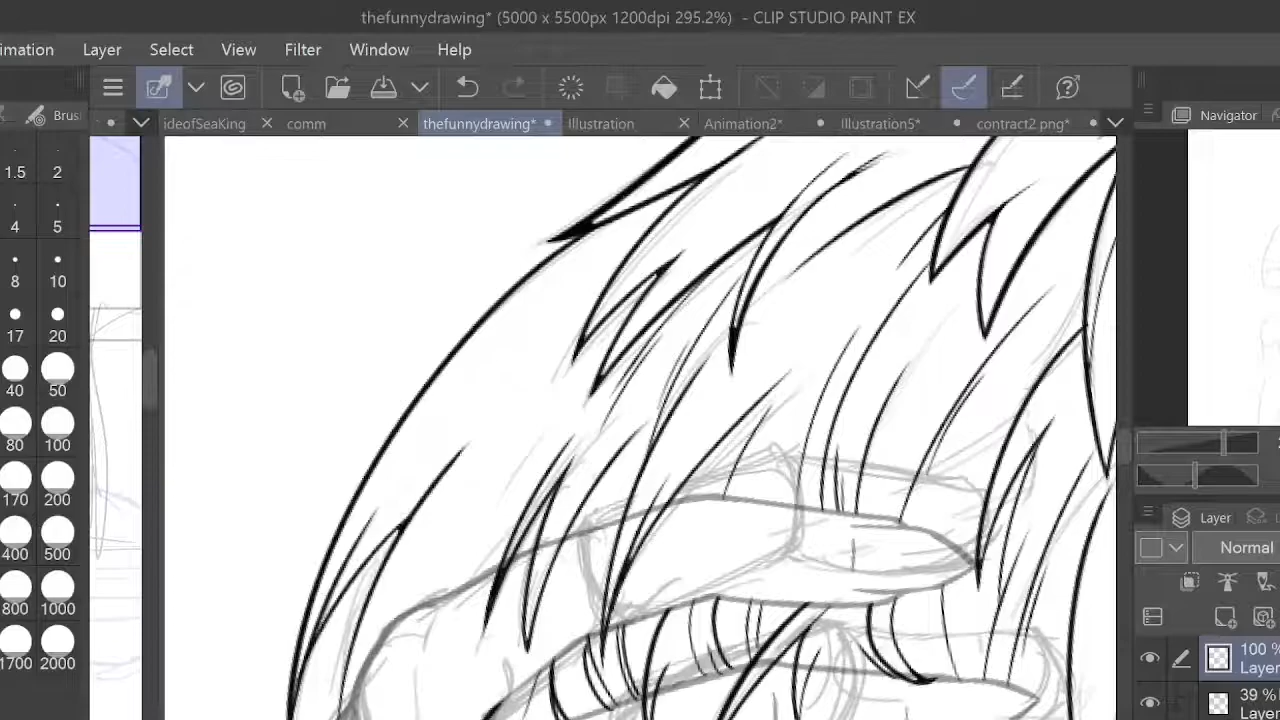 thefunnydrawing* (5000 x 5500px 1200dpi 295.2%) - CLIP STUDIO PAINT EX
imation Layer Select View Filter Window Help
Brus
ideofSeaKing comm thefunnydrawing* Illustration Animation2* Illustration5* contract2.png*
Navigator
1.5 2
4 5
8 10
17 20
40 50
80 100
170 200
400 500
800 1000
1700 2000
Layer
Normal
100 %
Layer
39 %
Layer